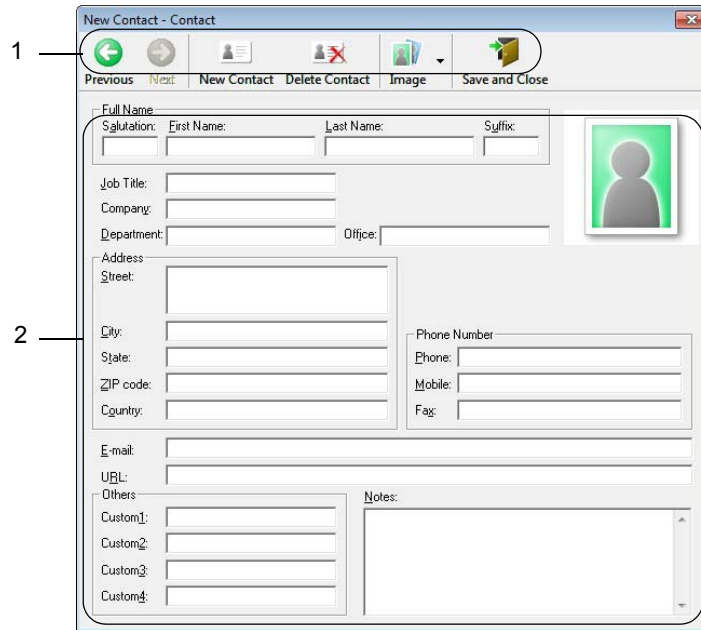 New Contact - Contact
1
Previous Next New Contact Delete Contact Image Save and Close
Full Name
Salutation: First Name: Last Name: Suffix:
Job Title:
Company:
Department: Office:
Address
Street:
2
City:
Phone Number
State: Phone:
ZIP code: Mobile:
Country: Fax:
E-mail:
URL:
Others
Notes:
Custom1:
Custom2:
Custom3:
Custom4: